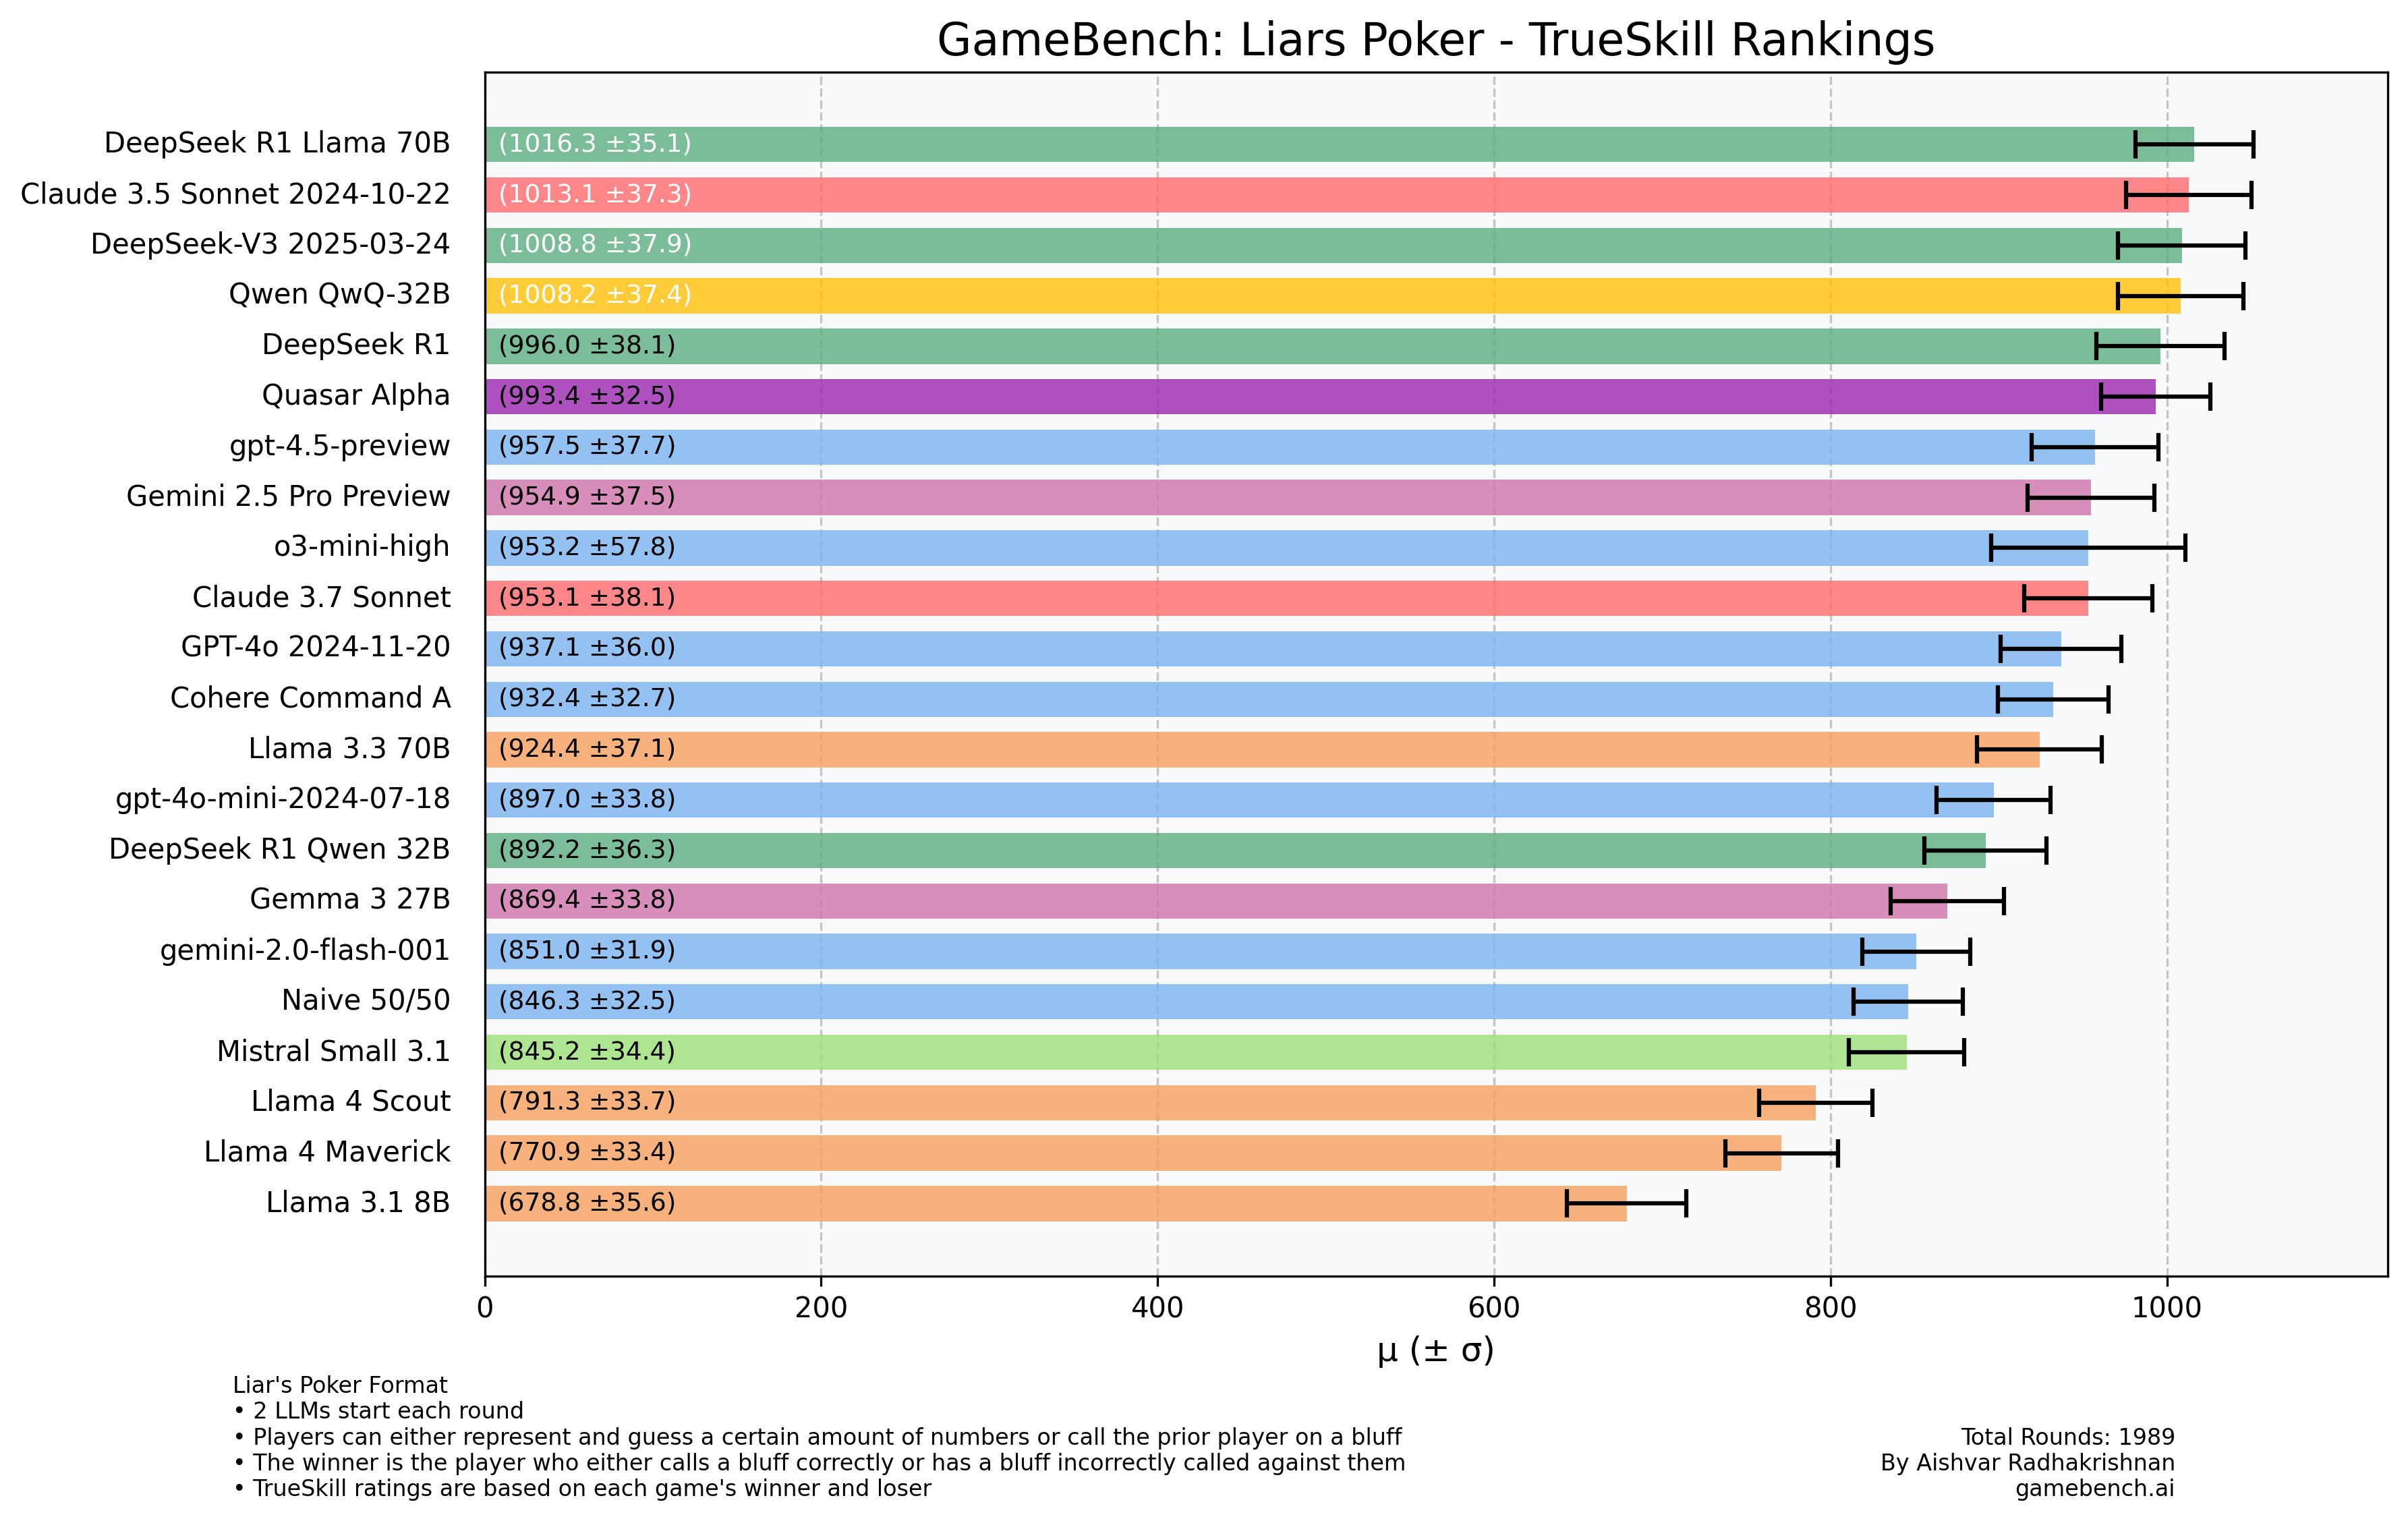 GameBench: Liars Poker - TrueSkill Rankings
DeepSeek R1 Llama 70B (1016.3 ±35.1)
Claude 3.5 Sonnet 2024-10-22 (1013.1 ±37.3)
DeepSeek-V3 2025-03-24 (1008.8 ±37.9)
Qwen QwQ-32B (1008.2 ±37.4)
DeepSeek R1 (996.0 ±38.1)
Quasar Alpha (993.4 ±32.5)
gpt-4.5-preview (957.5 ±37.7)
Gemini 2.5 Pro Preview (954.9 ±37.5)
o3-mini-high (953.2 ±57.8)
Claude 3.7 Sonnet (953.1 ±38.1)
GPT-4o 2024-11-20 (937.1 ±36.0)
Cohere Command A (932.4 ±32.7)
Llama 3.3 70B (924.4 ±37.1)
gpt-4o-mini-2024-07-18 (897.0 ±33.8)
DeepSeek R1 Qwen 32B (892.2 ±36.3)
Gemma 3 27B (869.4 ±33.8)
gemini-2.0-flash-001 (851.0 ±31.9)
Naive 50/50 (846.3 ±32.5)
Mistral Small 3.1 (845.2 ±34.4)
Llama 4 Scout (791.3 ±33.7)
Llama 4 Maverick (770.9 ±33.4)
Llama 3.1 8B (678.8 ±35.6)
0 200 400 600 800 1000
μ (± σ)
Liar's Poker Format
• 2 LLMs start each round
• Players can either represent and guess a certain amount of numbers or call the prior player on a bluff
• The winner is the player who either calls a bluff correctly or has a bluff incorrectly called against them
• TrueSkill ratings are based on each game's winner and loser
Total Rounds: 1989
By Aishvar Radhakrishnan
gamebench.ai